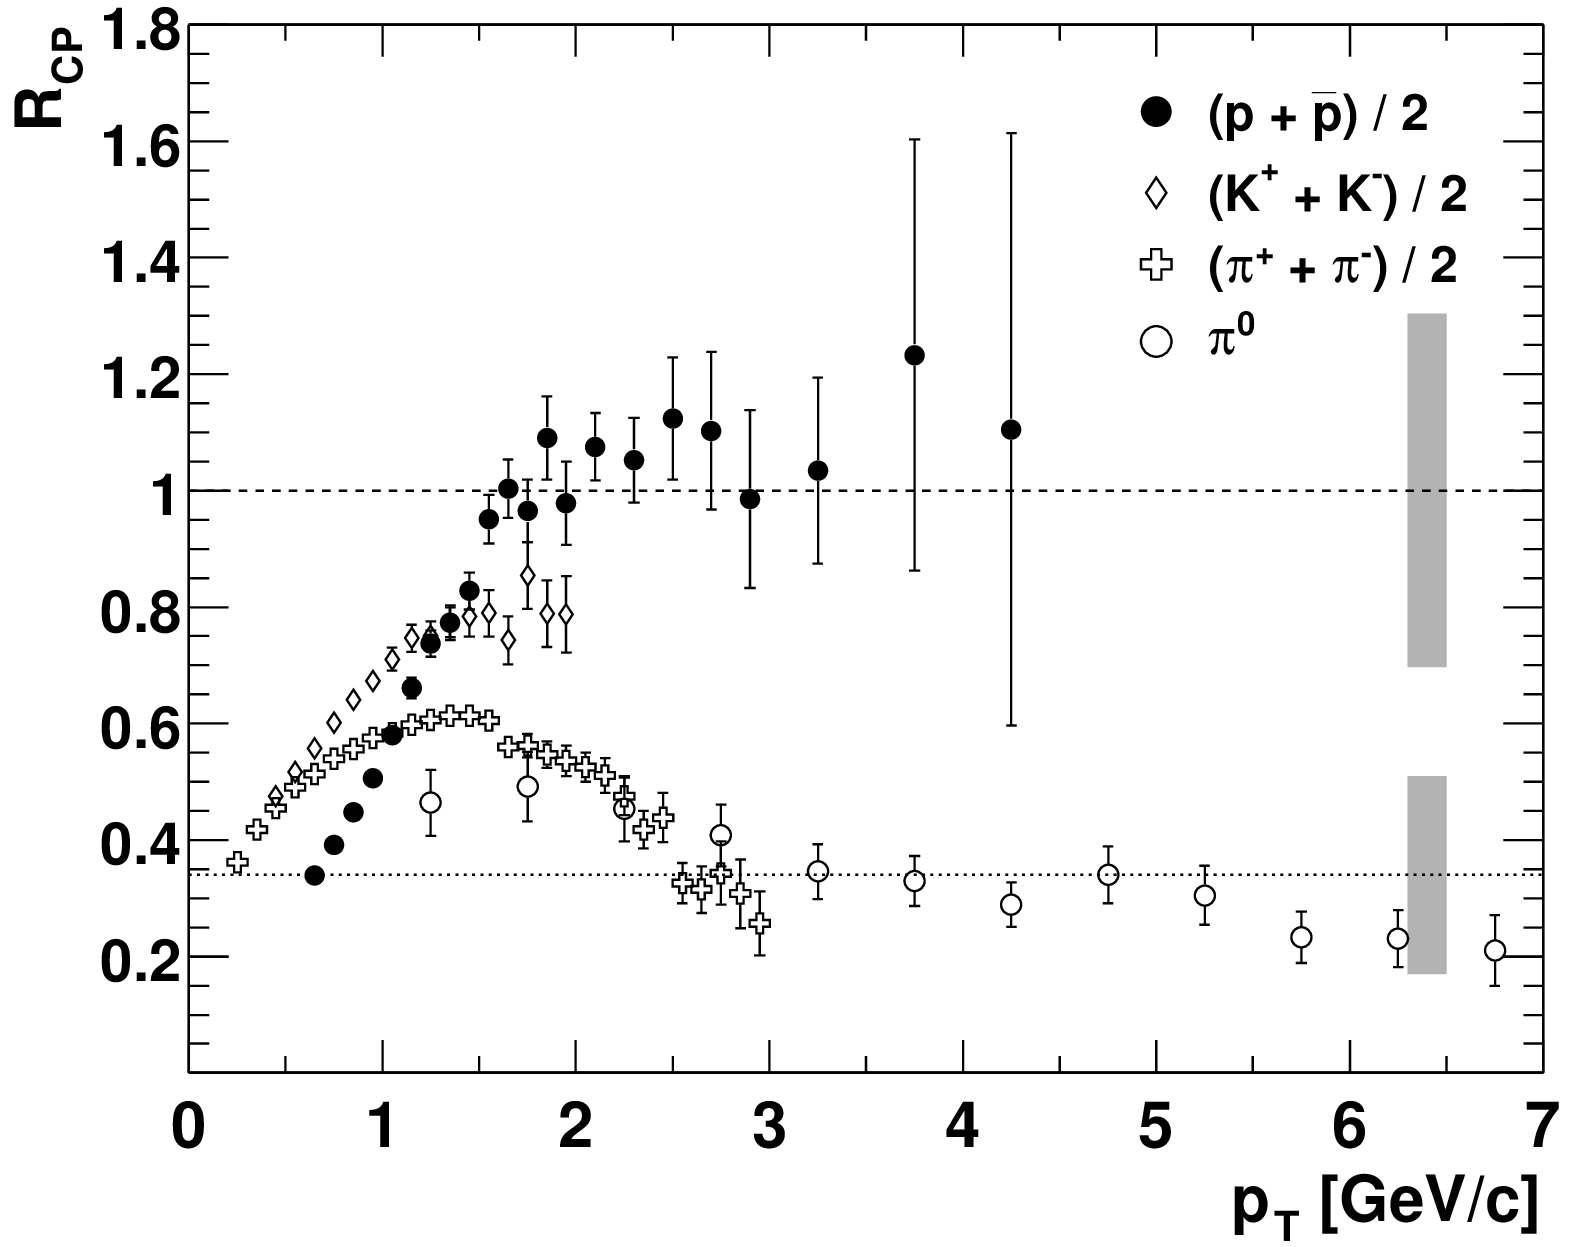 R_CP
1.8
1.6
1.4
1.2
1
0.8
0.6
0.4
0.2
(p + p̅) / 2
(K⁺ + K⁻) / 2
(π⁺ + π⁻) / 2
π⁰
0 1 2 3 4 5 6 7
p_T [GeV/c]